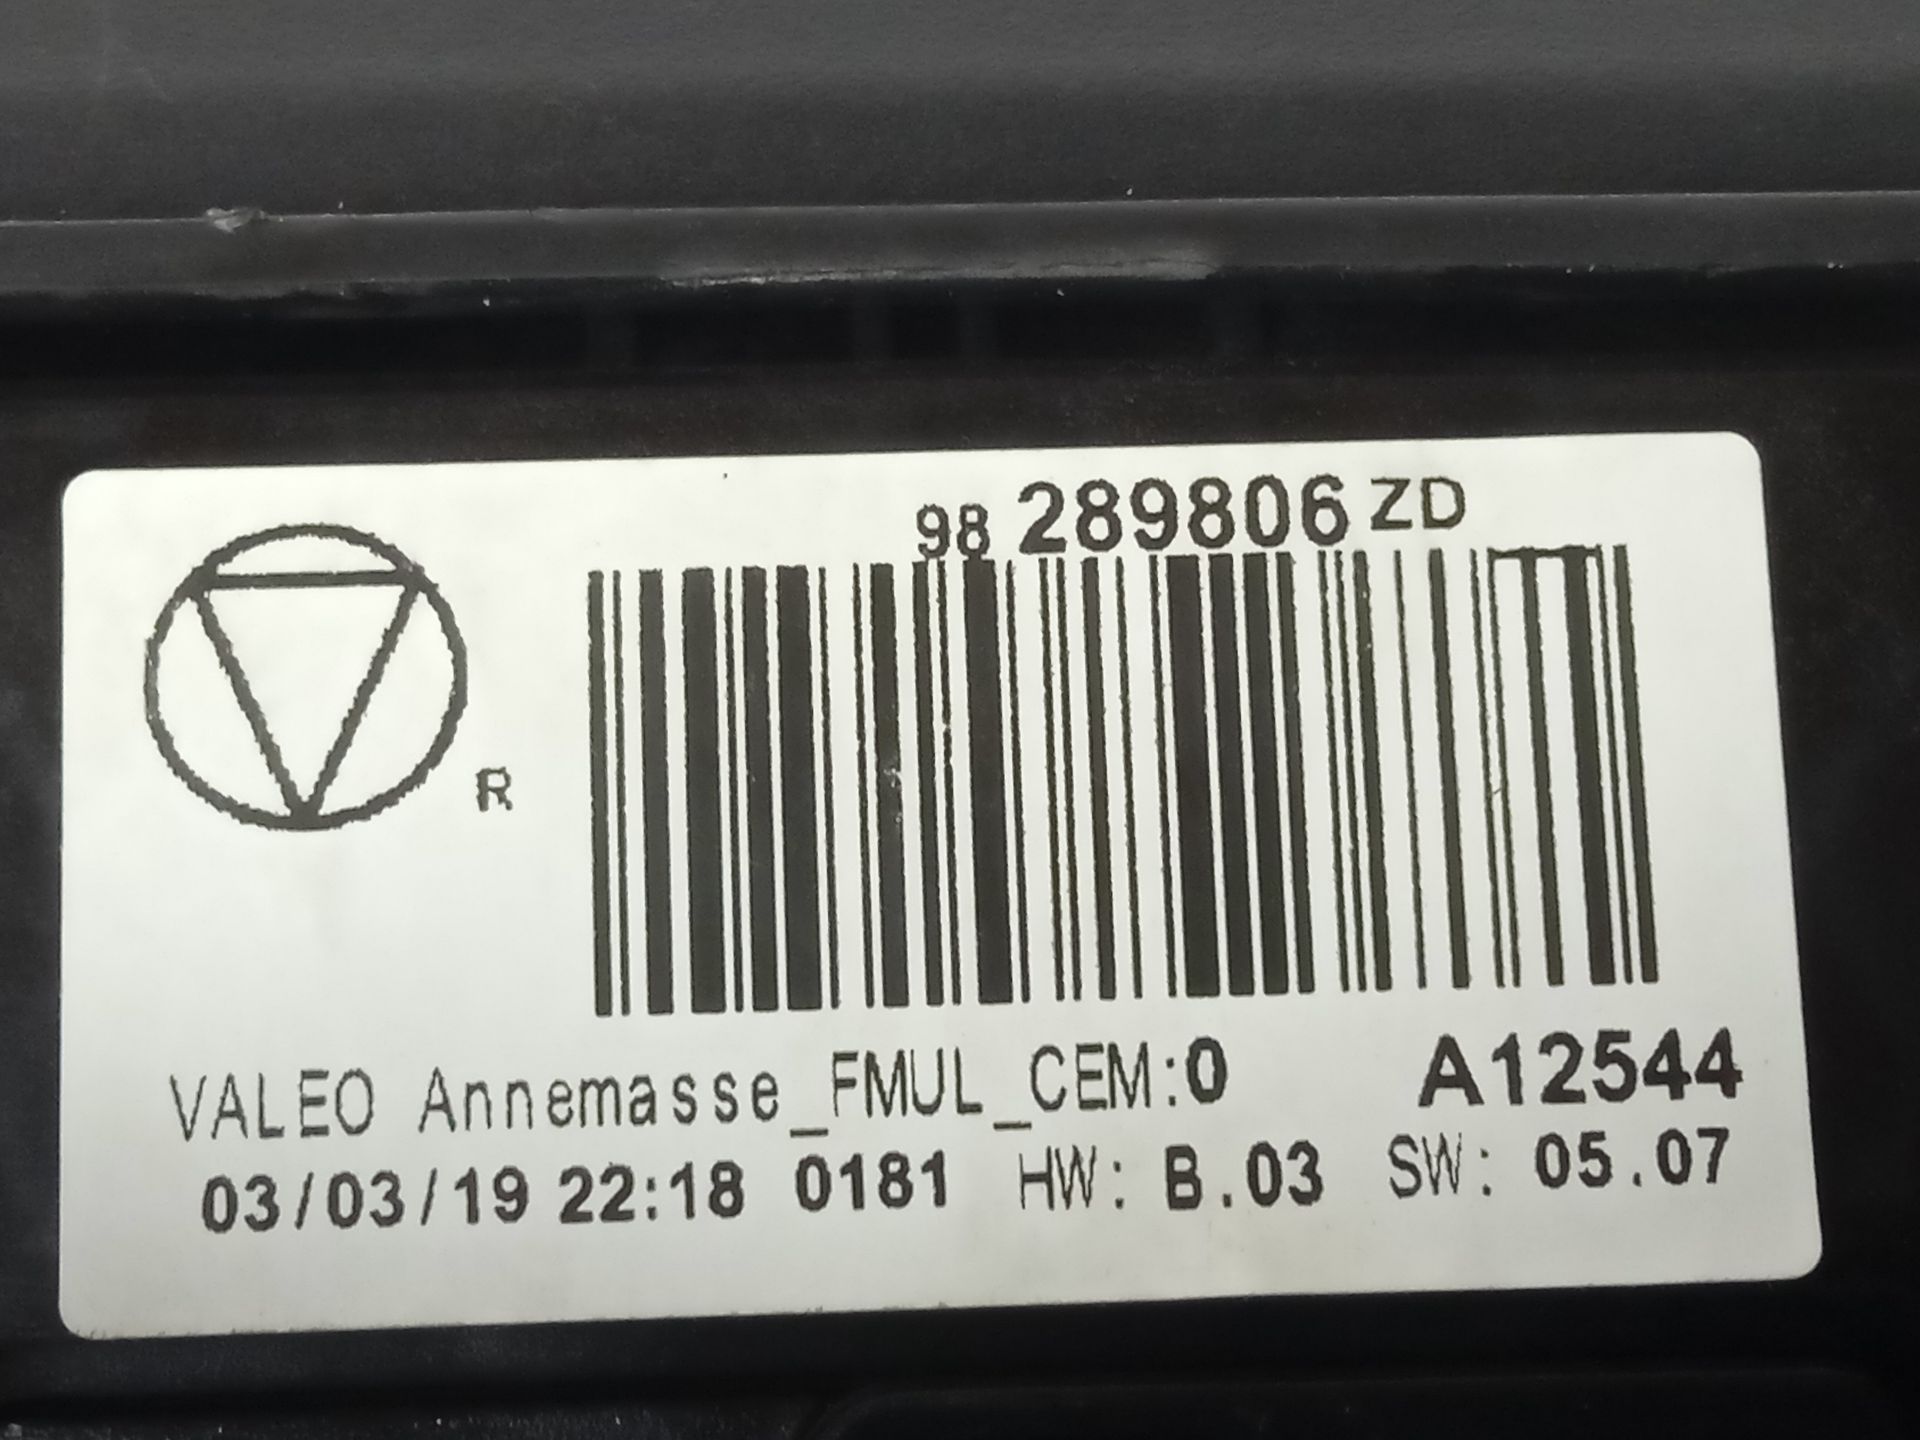 98 289806 ZD
R
VALEO Annemasse_FMUL_CEM:0 A12544
03/03/19 22:18 0181 HW: B.03 SW: 05.07